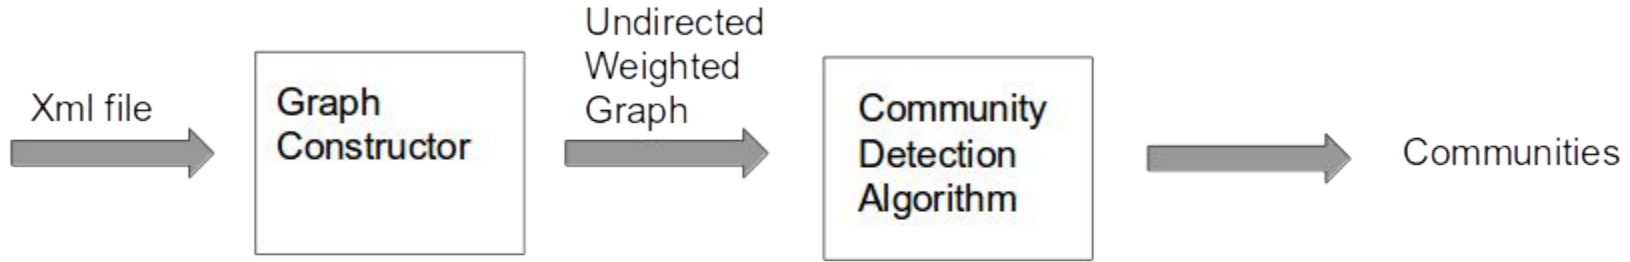 Xml file
Graph
Constructor
Undirected
Weighted
Graph
Community
Detection
Algorithm
Communities